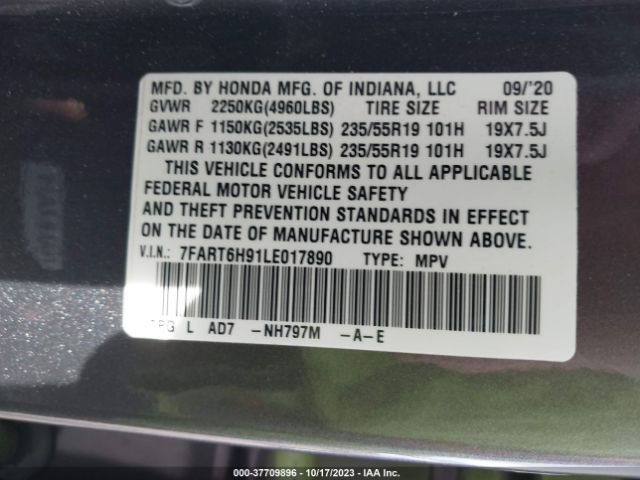 MFD. BY HONDA MFG. OF INDIANA, LLC 09/'20
GVWR 2250KG(4960LBS) TIRE SIZE RIM SIZE
GAWR F 1150KG(2535LBS) 235/55R19 101H 19X7.5J
GAWR R 1130KG(2491LBS) 235/55R19 101H 19X7.5J
THIS VEHICLE CONFORMS TO ALL APPLICABLE
FEDERAL MOTOR VEHICLE SAFETY
AND THEFT PREVENTION STANDARDS IN EFFECT
ON THE DATE OF MANUFACTURE SHOWN ABOVE.
V.I.N.: 7FART6H91LE017890 TYPE: MPV
L AD7 -NH797M -A-E
000-37709896 - 10/17/2023 - IAA Inc.